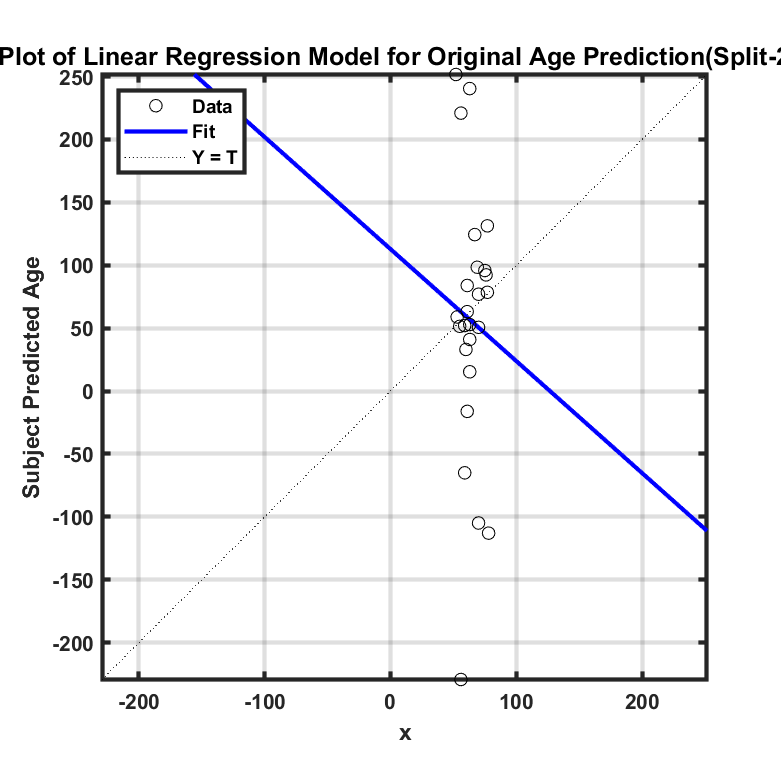 Plot of Linear Regression Model for Original Age Prediction(Split-2
Data
Fit
Y = T
250
200
150
100
50
0
-50
-100
-150
-200
Subject Predicted Age
-200
-100
0
100
200
x